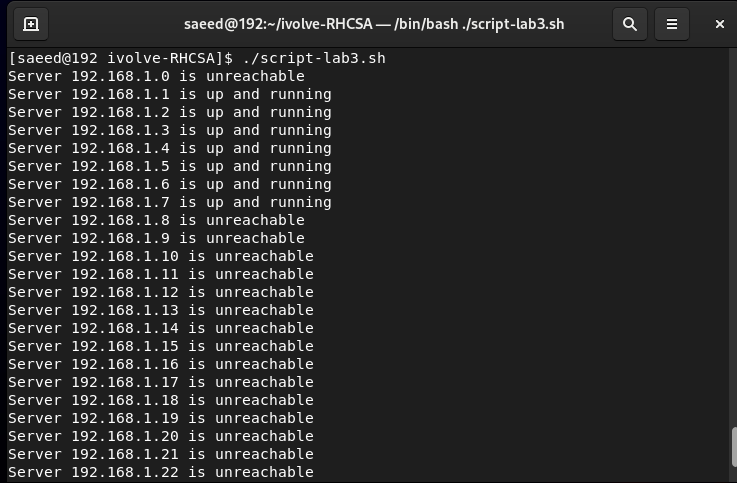 saeed@192:~/ivolve-RHCSA — /bin/bash ./script-lab3.sh
[saeed@192 ivolve-RHCSA]$ ./script-lab3.sh
Server 192.168.1.0 is unreachable
Server 192.168.1.1 is up and running
Server 192.168.1.2 is up and running
Server 192.168.1.3 is up and running
Server 192.168.1.4 is up and running
Server 192.168.1.5 is up and running
Server 192.168.1.6 is up and running
Server 192.168.1.7 is up and running
Server 192.168.1.8 is unreachable
Server 192.168.1.9 is unreachable
Server 192.168.1.10 is unreachable
Server 192.168.1.11 is unreachable
Server 192.168.1.12 is unreachable
Server 192.168.1.13 is unreachable
Server 192.168.1.14 is unreachable
Server 192.168.1.15 is unreachable
Server 192.168.1.16 is unreachable
Server 192.168.1.17 is unreachable
Server 192.168.1.18 is unreachable
Server 192.168.1.19 is unreachable
Server 192.168.1.20 is unreachable
Server 192.168.1.21 is unreachable
Server 192.168.1.22 is unreachable